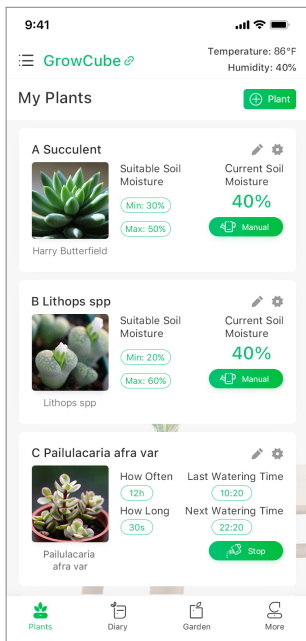 9:41
GrowCube
Temperature: 86°F
Humidity: 40%
My Plants
Plant
A Succulent
Suitable Soil
Moisture
Min: 30%
Max: 50%
Current Soil
Moisture
40%
Manual
Harry Butterfield
B Lithops spp
Suitable Soil
Moisture
Min: 20%
Max: 60%
Current Soil
Moisture
40%
Manual
Lithops spp
C Pailulacaria afra var
How Often
12h
Last Watering Time
10:20
How Long
30s
Next Watering Time
22:20
Stop
Pailulacaria
afra var
Plants
Diary
Garden
More